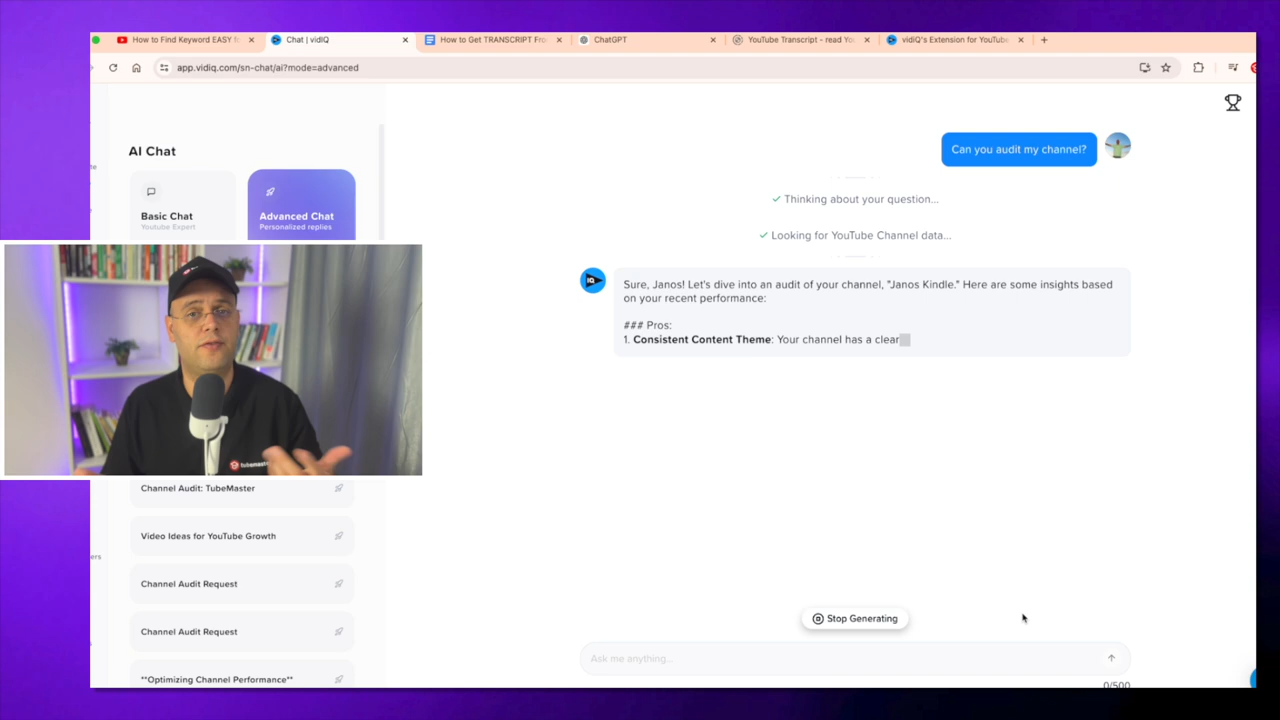 How to Find Keyword EASY f
Chat | vidIQ
How to Get TRANSCRIPT Fro
ChatGPT
YouTube Transcript - read Yo
vidiQ's Extension for YouTube
app.vidiq.com/sn-chat/ai?mode=advanced
AI Chat
Basic Chat
Youtube Expert
Advanced Chat
Personalized replies
Can you audit my channel?
Thinking about your question...
Looking for YouTube Channel data...
Sure, Janos! Let's dive into an audit of your channel, "Janos Kindle." Here are some insights based
on your recent performance:
### Pros:
1. Consistent Content Theme: Your channel has a clear
tubemaste
Channel Audit: TubeMaster
Video Ideas for YouTube Growth
ers
Channel Audit Request
Channel Audit Request
**Optimizing Channel Performance**
Stop Generating
Ask me anything...
0/500